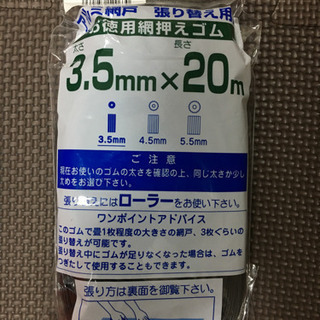 網戸 張り替え用
徳用網押えゴム
太さ 長さ
3.5mm×20m
3.5mm 4.5mm 5.5mm
ご 注 意
現在お使いのゴムの太さを確認の上、同じ太さか少し
太めをお選び下さい。
張り替えにはローラーをお使い下さい。
ワンポイントアドバイス
このゴムで畳1枚程度の大きさの網戸、3枚ぐらいの
張り替えが可能です。
張り替え中にゴムが足りなくなった場合は、ゴムを
つぎたして使用することもできます。
張り方は裏面を御覧下さい。